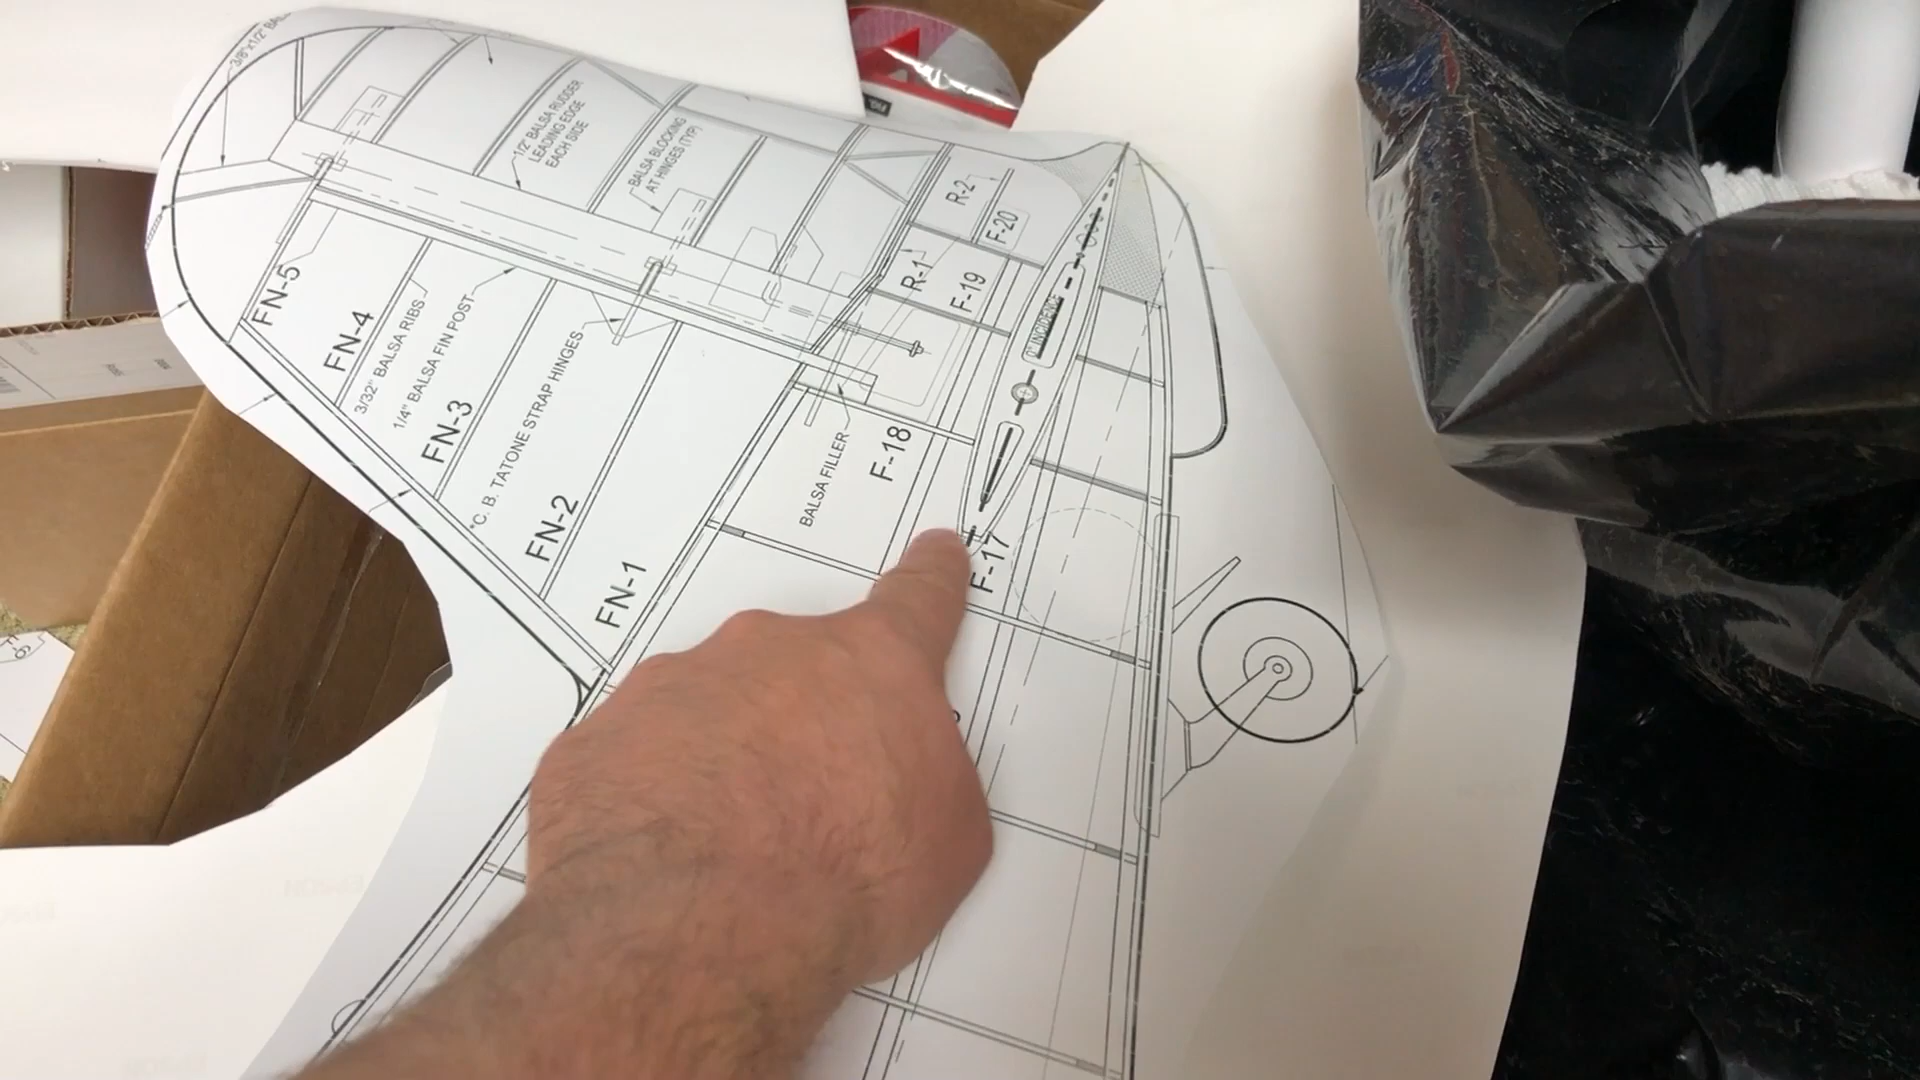 3/8"x1/2" BAL
1/2" BALSA RUDDER
LEADING EDGE
EACH SIDE
BALSA BLOCKING
AT HINGES (TYP)
R-2
F-20
R-1
F-19
0° INCIDENCE
FN-5
FN-4
3/32" BALSA RIBS
1/4" BALSA FIN POST
FN-3
*C. B. TATONE STRAP HINGES
FN-2
FN-1
BALSA FILLER
F-18
F-17